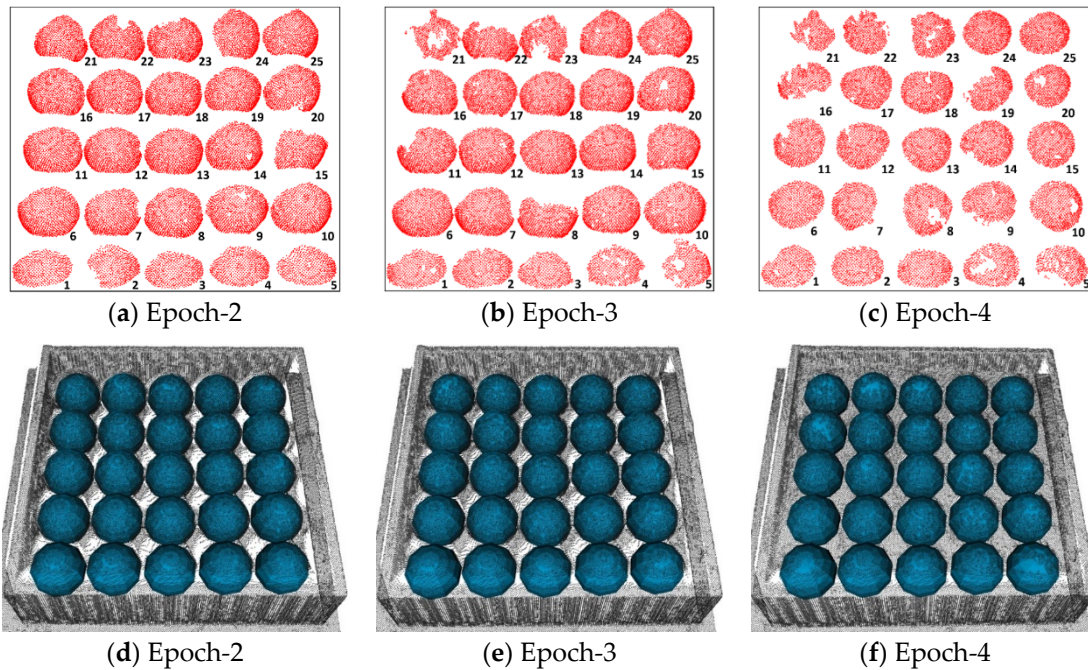 21 22 23 24 25
16 17 18 19 20
11 12 13 14 15
6 7 8 9 10
1 2 3 4 5
21 22 23 24 25
16 17 18 19 20
11 12 13 14 15
6 7 8 9 10
1 2 3 4 5
21 22 23 24 25
16 17 18 19 20
11 12 13 14 15
6 7 8 9 10
1 2 3 4 5
(a) Epoch-2
(b) Epoch-3
(c) Epoch-4
(d) Epoch-2
(e) Epoch-3
(f) Epoch-4